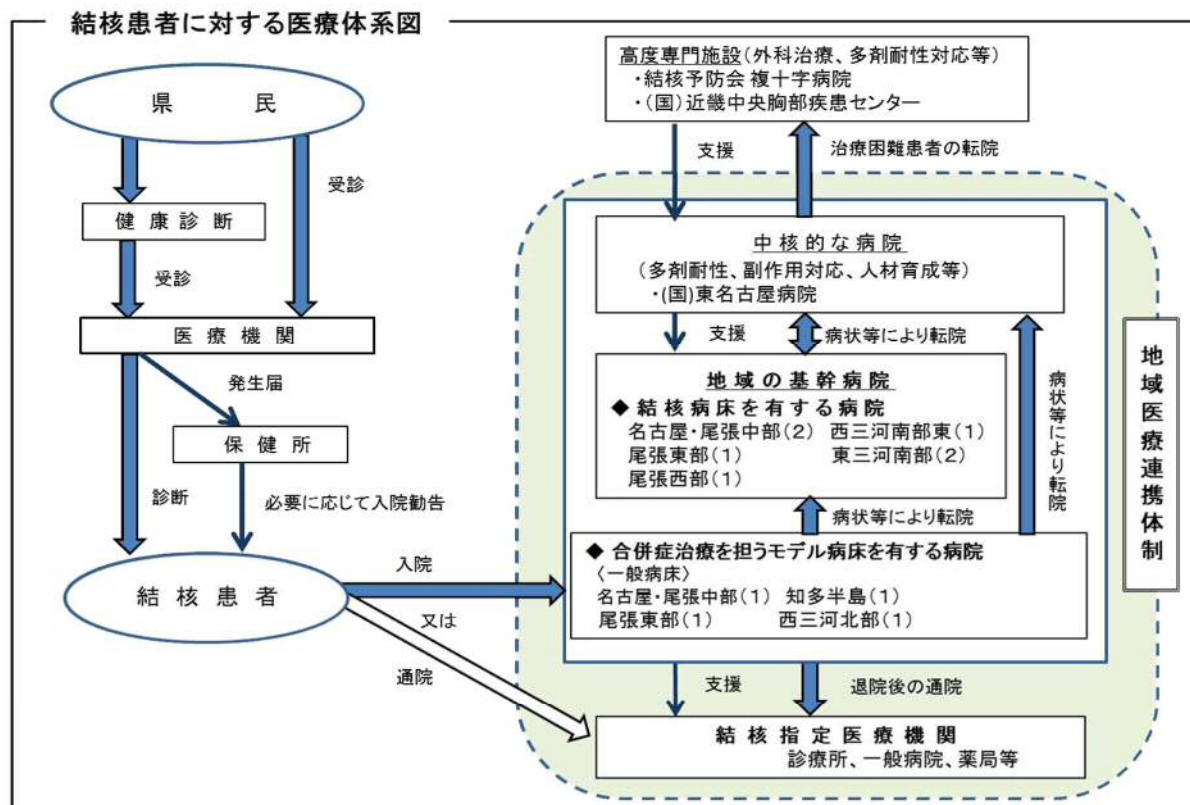 結核患者に対する医療体系図
県　　民
健康診断
受診
受診
医療機関
発生届
保健所
診断
必要に応じて入院勧告
結核患者
入院
又は
通院
高度専門施設(外科治療、多剤耐性対応等)
・結核予防会 複十字病院
・(国)近畿中央胸部疾患センター
支援
治療困難患者の転院
中核的な病院
(多剤耐性、副作用対応、人材育成等)
・(国)東名古屋病院
支援
病状等により転院
地域の基幹病院
◆ 結核病床を有する病院
名古屋・尾張中部(2)　西三河南部東(1)
尾張東部(1)　東三河南部(2)
尾張西部(1)
病状等により転院
病状等により転院
◆ 合併症治療を担うモデル病床を有する病院
〈一般病床〉
名古屋・尾張中部(1)　知多半島(1)
尾張東部(1)　西三河北部(1)
支援
退院後の通院
結核指定医療機関
診療所、一般病院、薬局等
地域医療連携体制